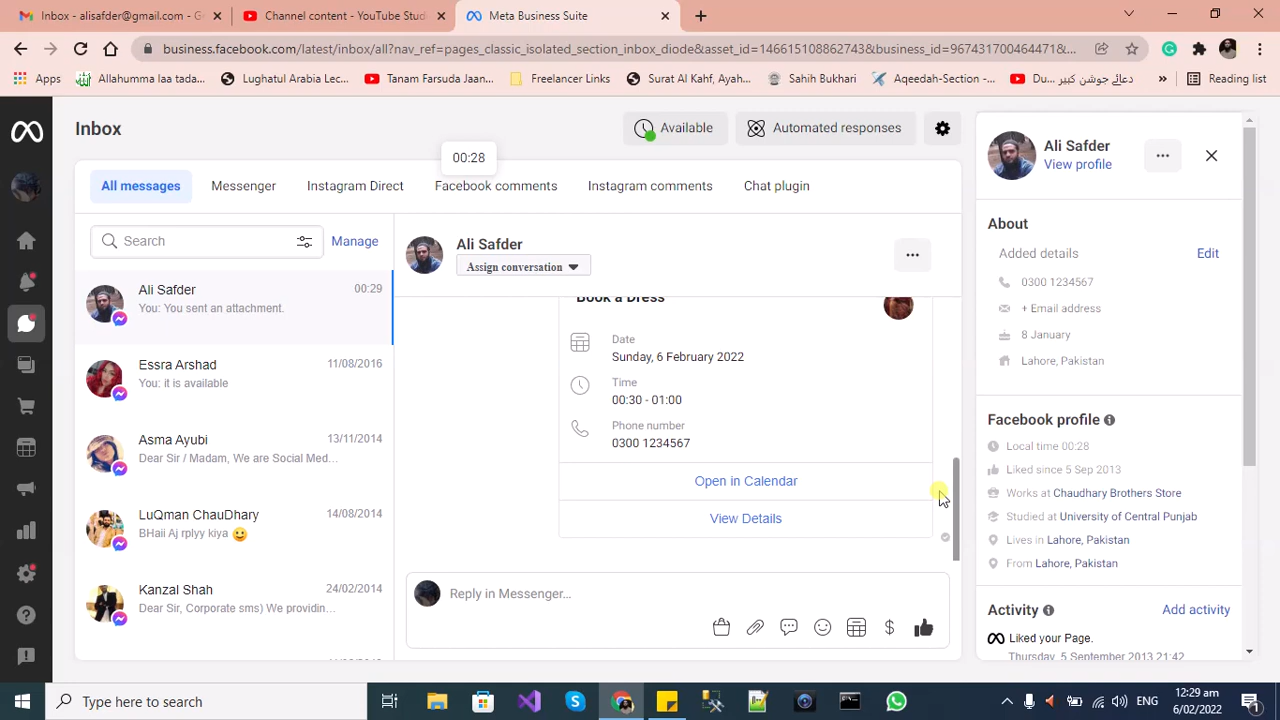 Inbox - alisafder@gmail.com - G
Channel content - YouTube Studi
Meta Business Suite
business.facebook.com/latest/inbox/all?nav_ref=pages_classic_isolated_section_inbox_diode&asset_id=146615108862743&business_id=9674317004644718&...
Apps
Allahumma laa tada...
Lughatul Arabia Lec...
Tanam Farsuda Jaan...
Freelancer Links
Surat Al Kahf, Ayah...
Sahih Bukhari
Aqeedah-Section -...
Du... دعائے جوشن کبیر
»
Reading list
Inbox
Available
Automated responses
00:28
All messages
Messenger
Instagram Direct
Facebook comments
Instagram comments
Chat plugin
Search
Manage
Ali Safder
00:29
You: You sent an attachment.
Essra Arshad
11/08/2016
You: it is available
Asma Ayubi
13/11/2014
Dear Sir / Madam, We are Social Med...
LuQman ChauDhary
14/08/2014
BHaii Aj rplyy kiya
Kanzal Shah
24/02/2014
Dear Sir, Corporate sms) We providin...
Ali Safder
Assign conversation
Book a Dress
Date
Sunday, 6 February 2022
Time
00:30 - 01:00
Phone number
0300 1234567
Open in Calendar
View Details
Reply in Messenger...
Ali Safder
View profile
About
Added details
Edit
0300 1234567
+ Email address
8 January
Lahore, Pakistan
Facebook profile
Local time 00:28
Liked since 5 Sep 2013
Works at Chaudhary Brothers Store
Studied at University of Central Punjab
Lives in Lahore, Pakistan
From Lahore, Pakistan
Activity
Add activity
Liked your Page.
Thursday, 5 September 2013 21:42
Type here to search
ENG
12:29 am
6/02/2022